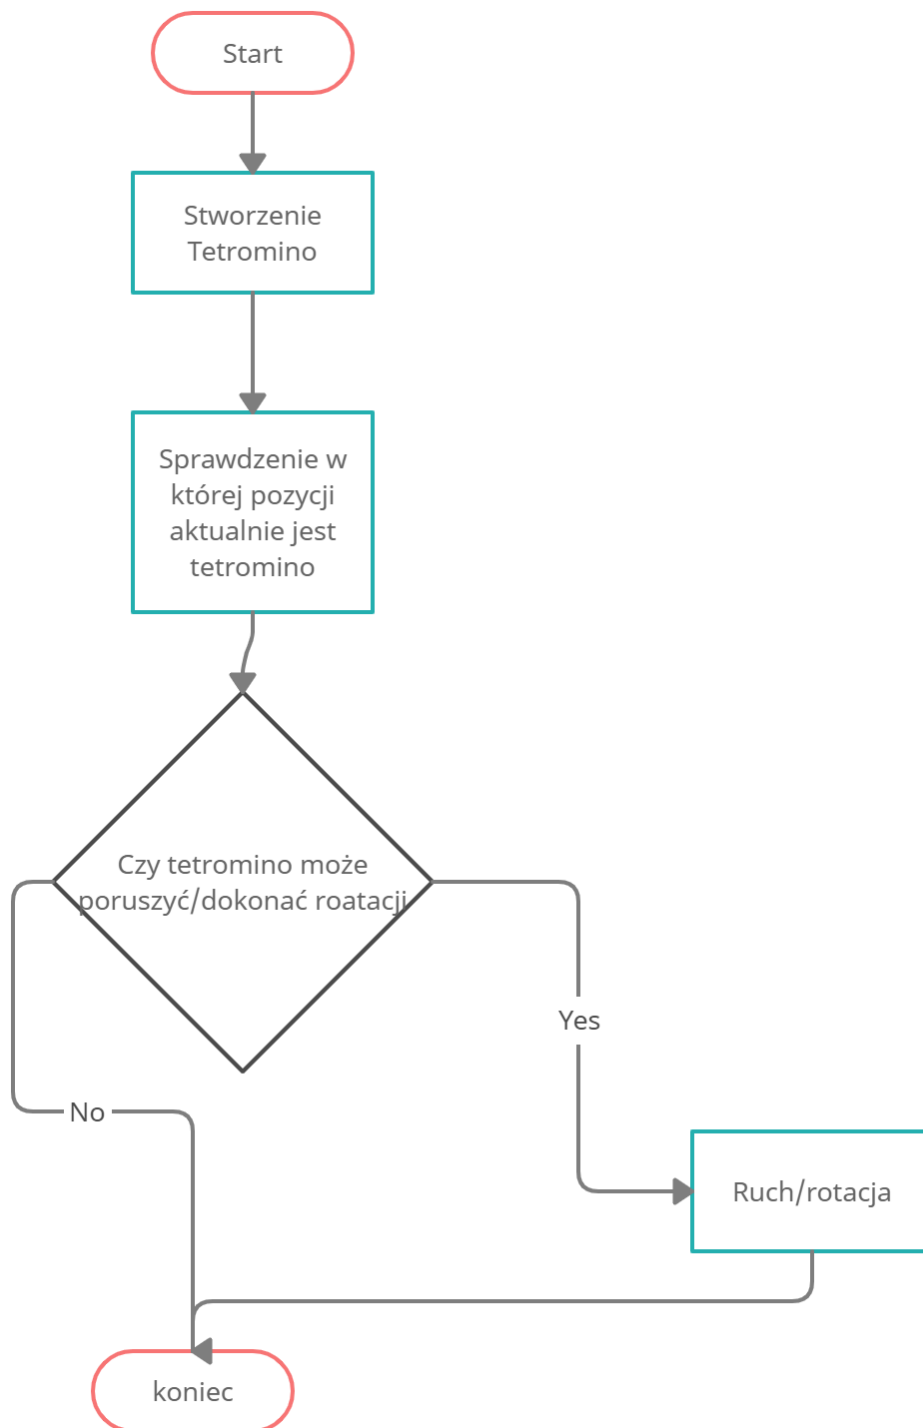 Start
Stworzenie
Tetromino
Sprawdzenie w
której pozycji
aktualnie jest
tetromino
Czy tetromino może
poruszyć/dokonać roatacji
Yes
No
Ruch/rotacja
koniec